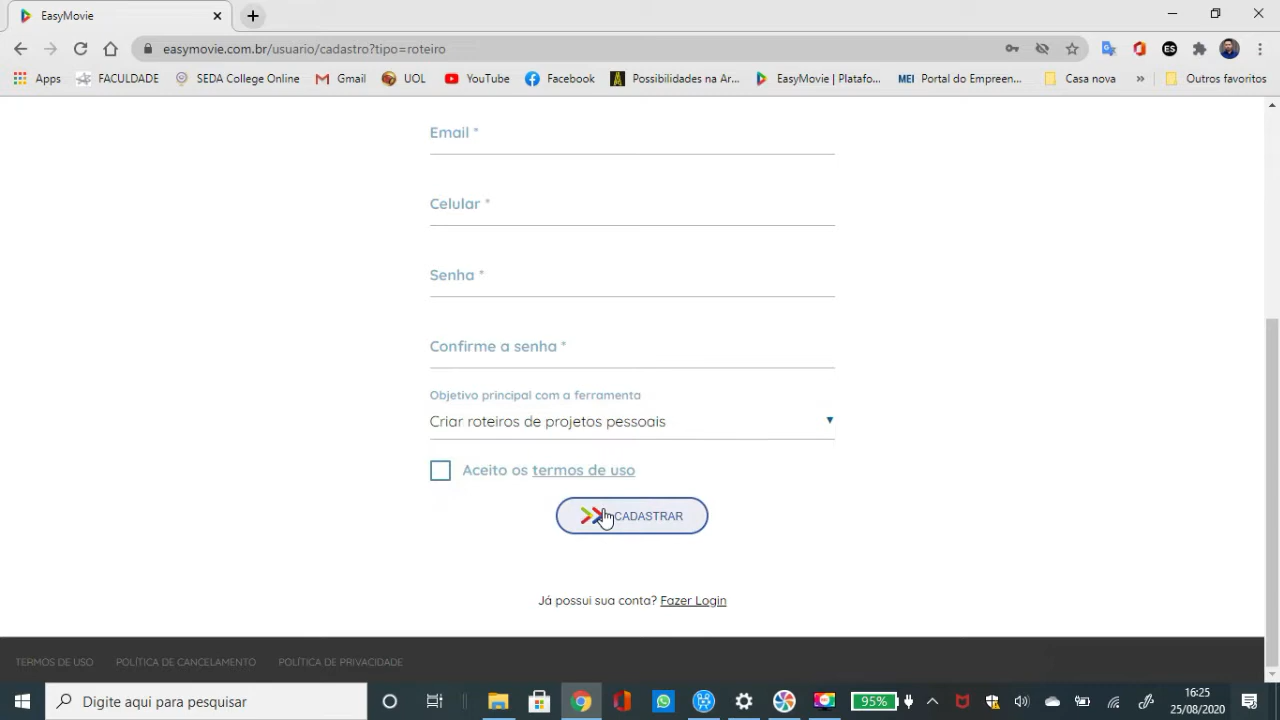 EasyMovie
easymovie.com.br/usuario/cadastro?tipo=roteiro
ES
Apps FACULDADE SEDA College Online Gmail UOL YouTube Facebook Possibilidades na Ar... EasyMovie | Platafo... MEI Portal do Empreen... Casa nova » Outros favoritos
Email *
Celular *
Senha *
Confirme a senha *
Objetivo principal com a ferramenta
Criar roteiros de projetos pessoais
Aceito os termos de uso
CADASTRAR
Já possui sua conta? Fazer Login
TERMOS DE USO POLÍTICA DE CANCELAMENTO POLÍTICA DE PRIVACIDADE
Digite aqui para pesquisar
95%
16:25
25/08/2020